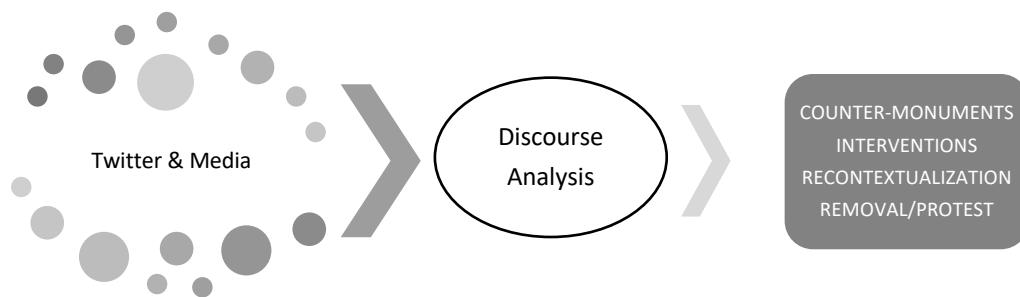 Twitter & Media
Discourse
Analysis
COUNTER-MONUMENTS
INTERVENTIONS
RECONTEXTUALIZATION
REMOVAL/PROTEST